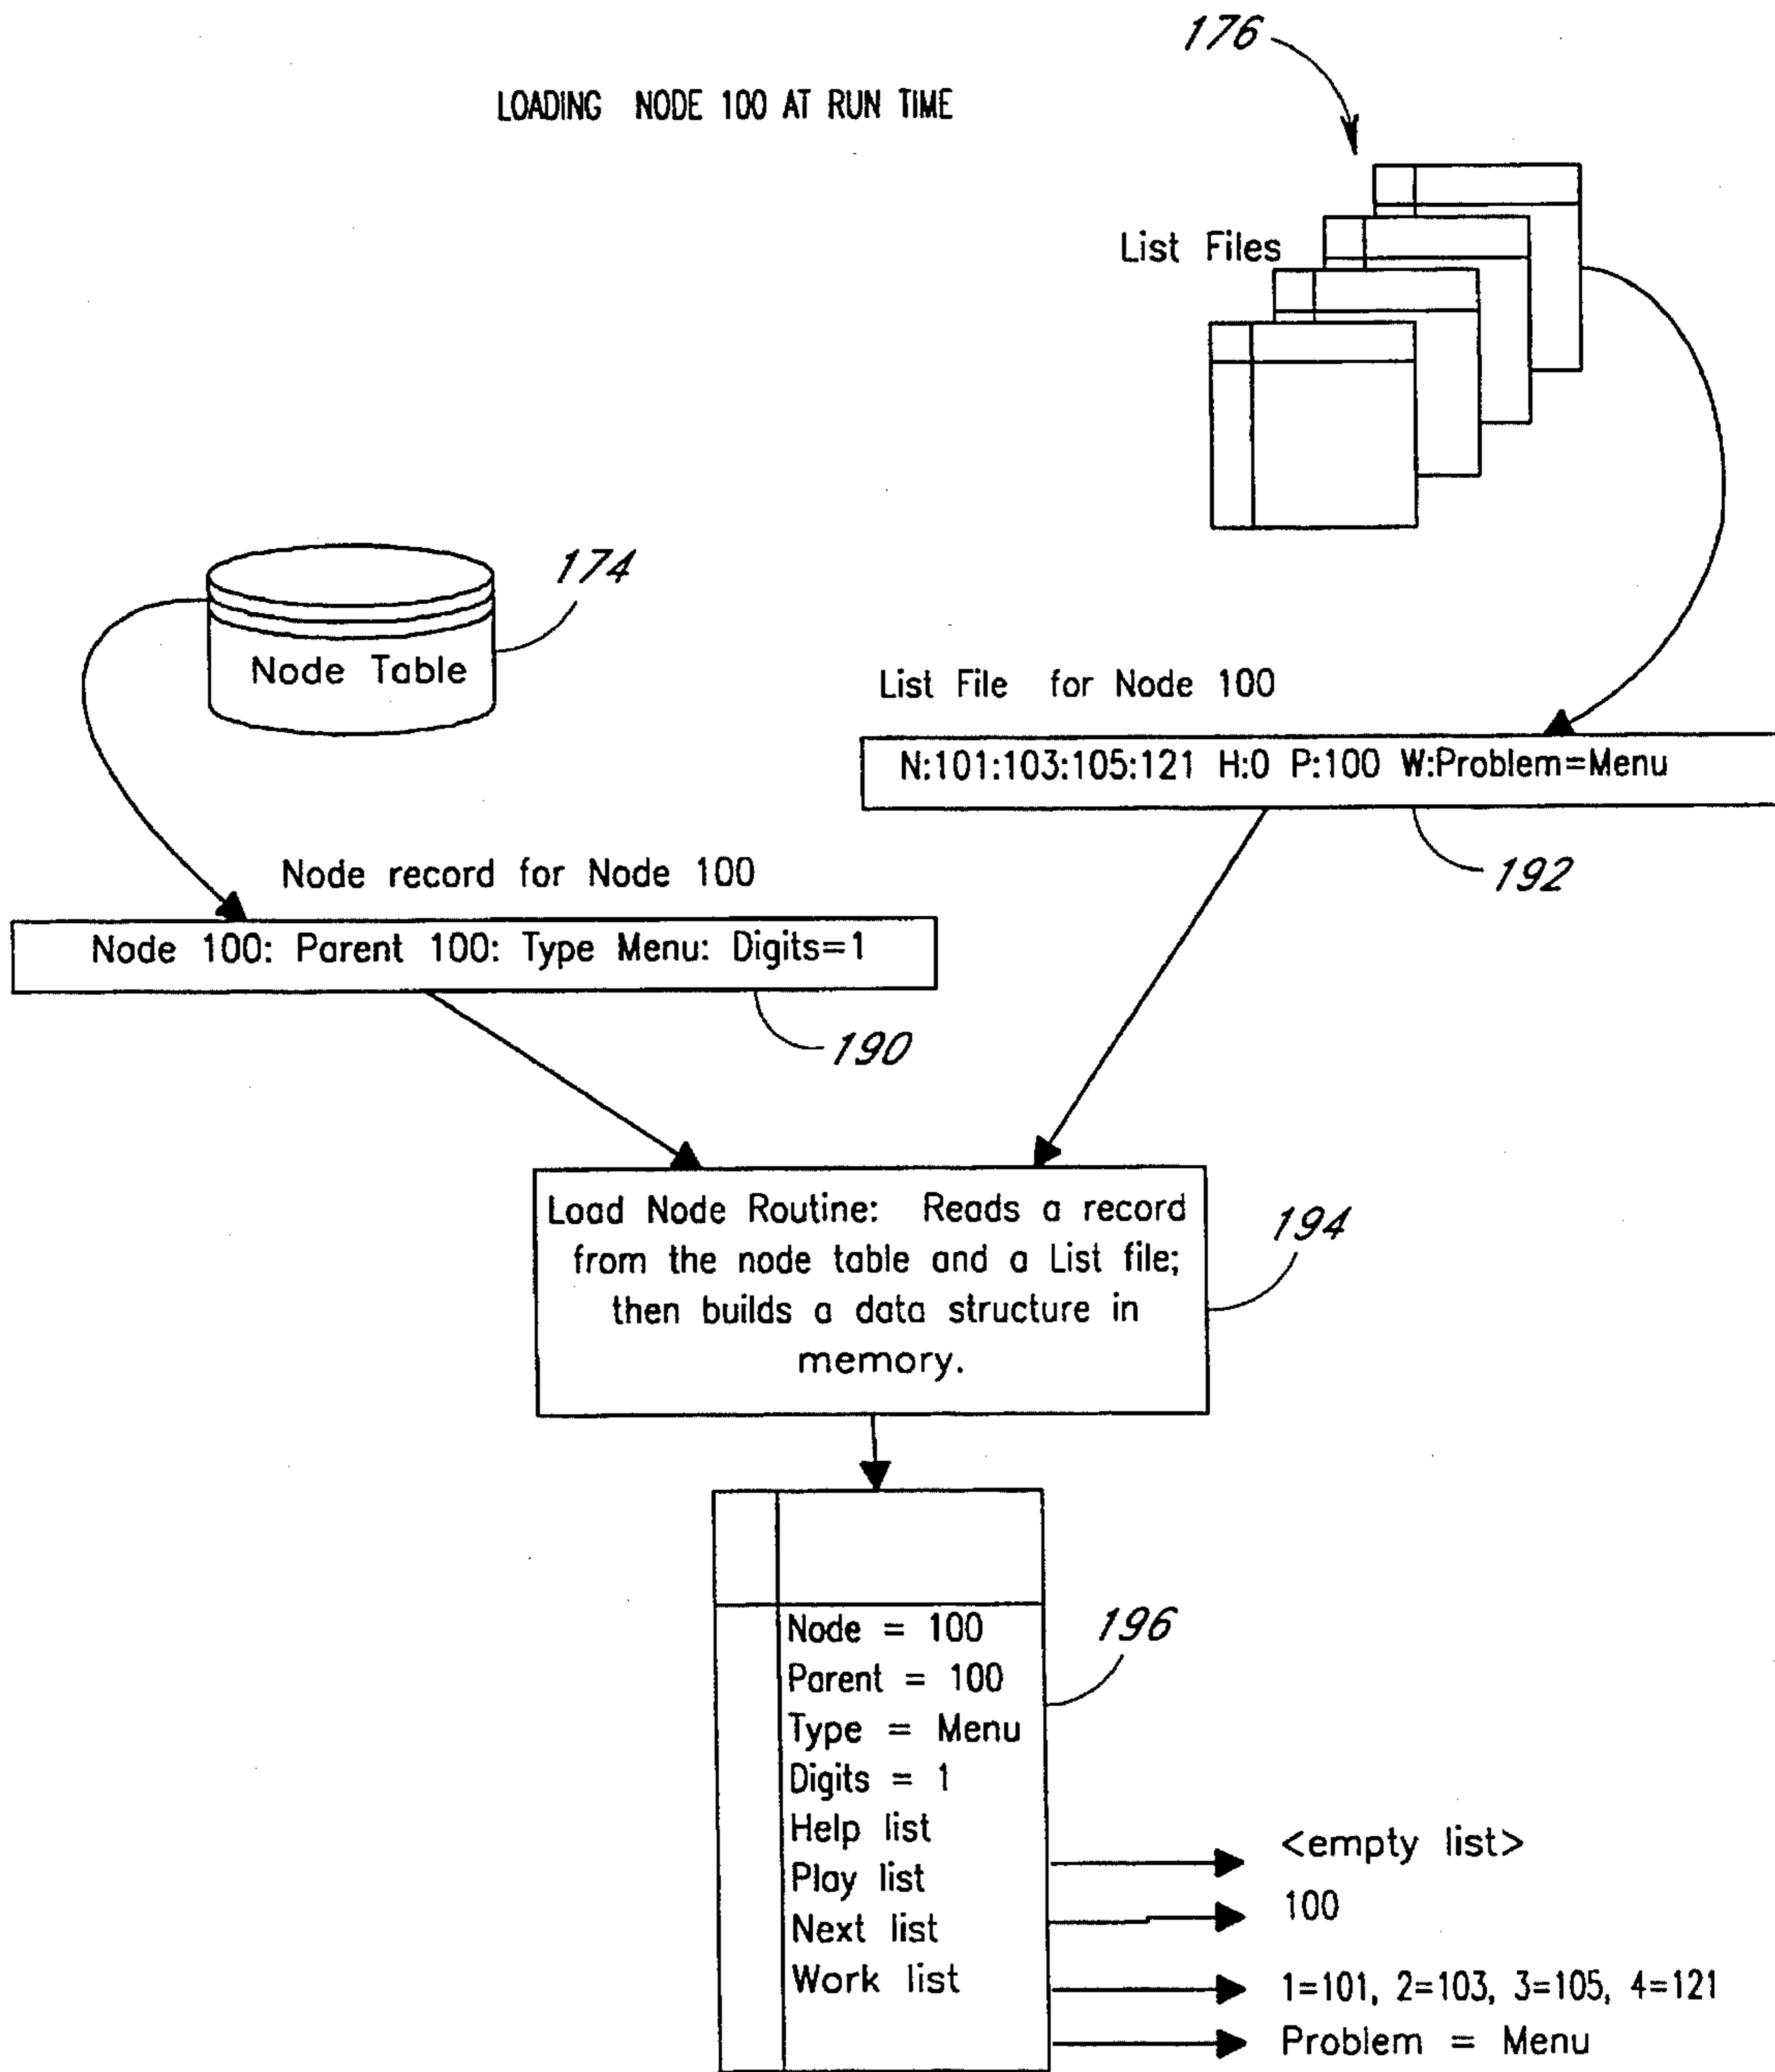 176
LOADING NODE 100 AT RUN TIME
List Files
174
Node Table
List File for Node 100
N:101:103:105:121 H:0 P:100 W:Problem=Menu
192
Node record for Node 100
Node 100: Parent 100: Type Menu: Digits=1
190
Load Node Routine: Reads a record
from the node table and a List file;
then builds a data structure in
memory.
194
Node = 100
Parent = 100
Type = Menu
Digits = 1
Help list
Play list
Next list
Work list
196
<empty list>
100
1=101, 2=103, 3=105, 4=121
Problem = Menu